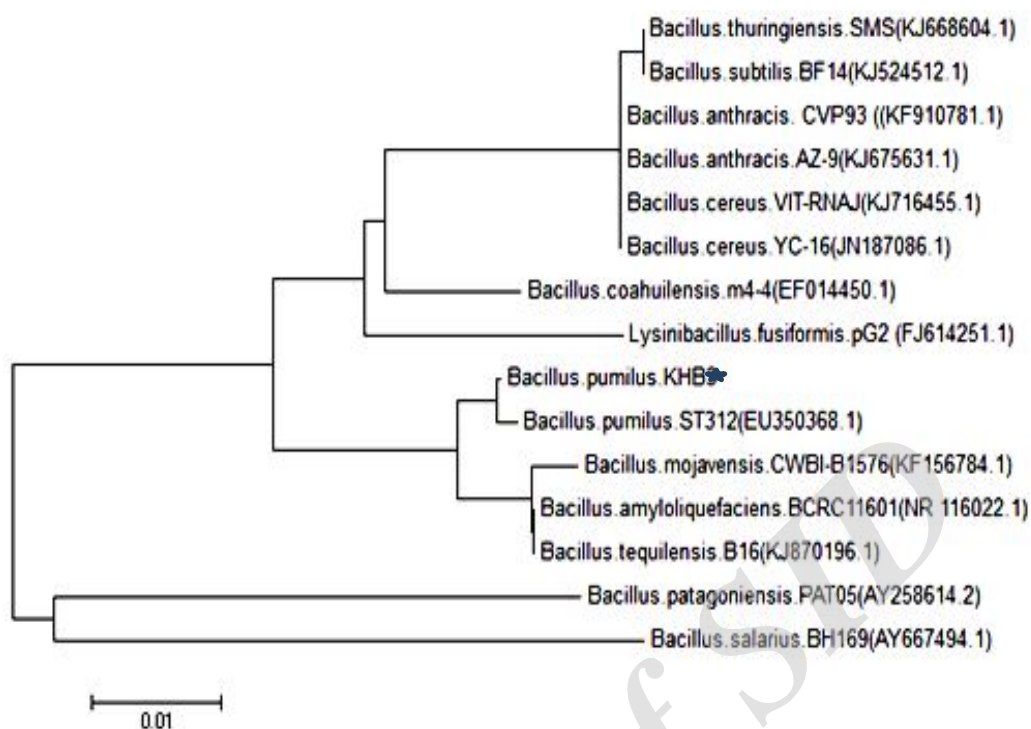 Bacillus.thuringiensis.SMS(KJ668604.1)
Bacillus.subtilis.BF14(KJ524512.1)
Bacillus.anthracis. CVP93 ((KF910781.1)
Bacillus.anthracis.AZ-9(KJ675631.1)
Bacillus.cereus.VIT-RNAJ(KJ716455.1)
Bacillus.cereus.YC-16(JN187086.1)
Bacillus.coahuilensis.m4-4(EF014450.1)
Lysinibacillus.fusiformis.pG2 (FJ614251.1)
Bacillus.pumilus.
Bacillus.pumilus.ST312(EU350368.1)
Bacillus.mojavensis.CWBI-B1576(KF156784.1)
Bacillus.amyloliquefaciens.BCRC11601(NR 116022.1)
Bacillus.tequilensis.B16(KJ870196.1)
Bacillus.patagoniensis.PAT05(AY258614.2)
Bacillus.salarius.BH169(AY667494.1)
0.01
of SID